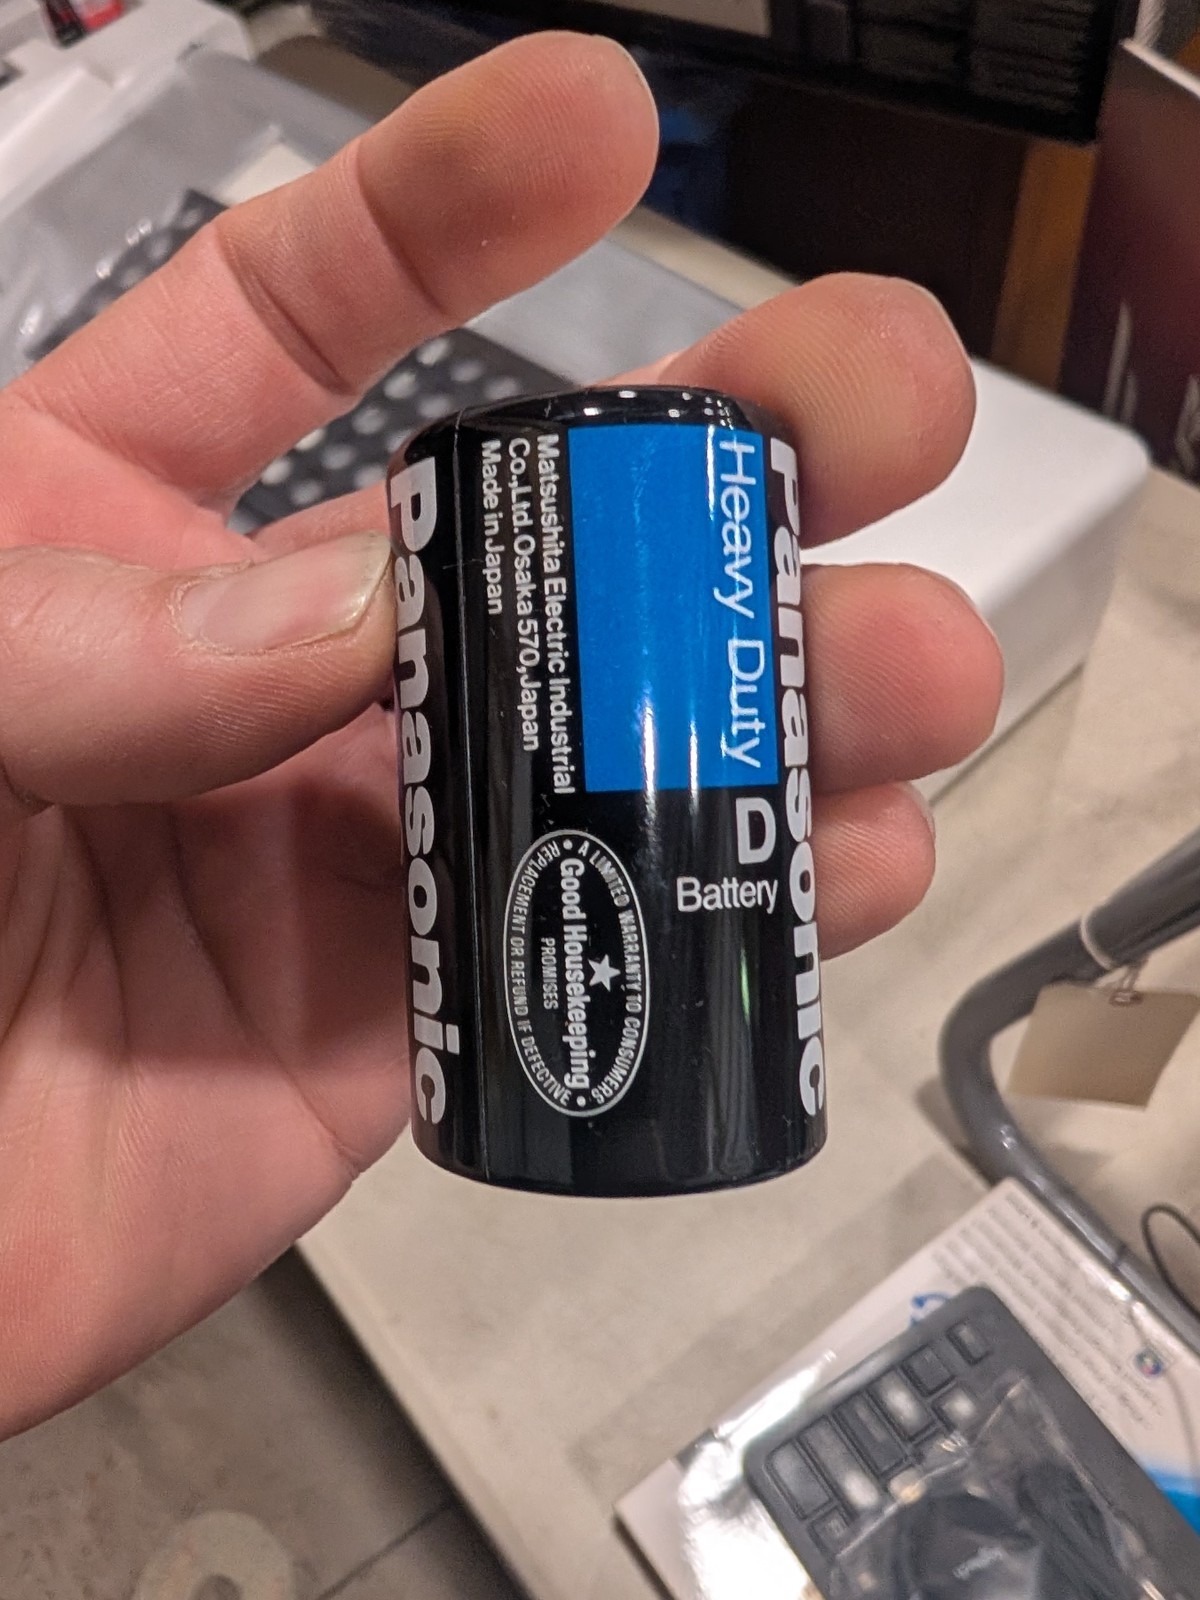 Panasonic
Heavy Duty
D
Battery
Matsushita Electric Industrial
Co.,Ltd.Osaka 570,Japan
Made in Japan
• A LIMITED WARRANTY TO CONSUMERS •
★
Good Housekeeping
PROMISES
REPLACEMENT OR REFUND IF DEFECTIVE
Panasonic